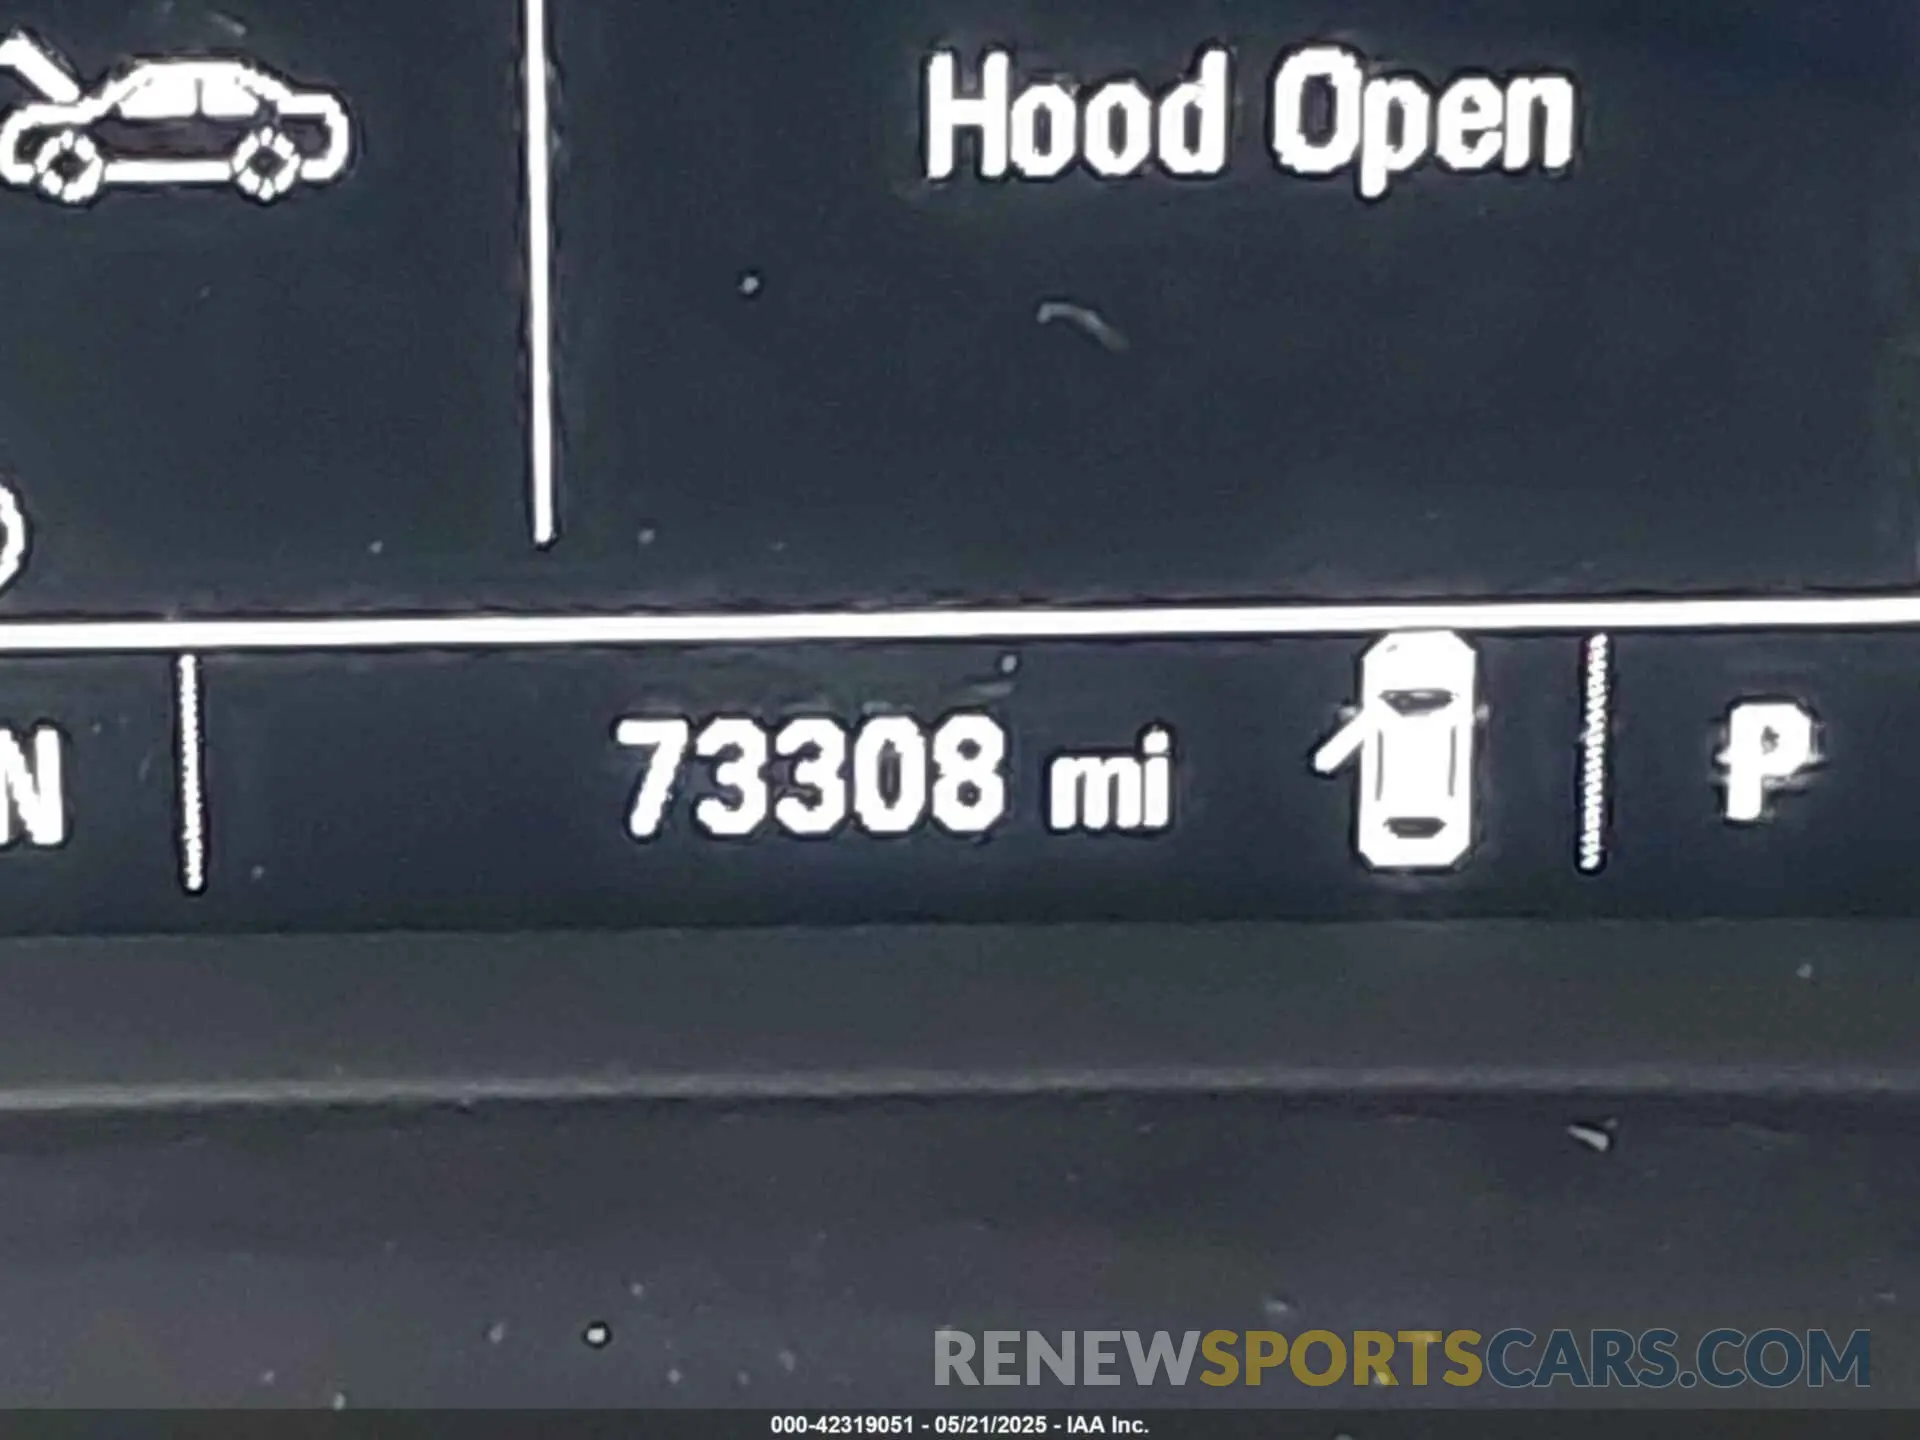 Hood Open
N
73308 mi
P
RENEWSPORTSCARS.COM
000-42319051 - 05/21/2025 - IAA Inc.